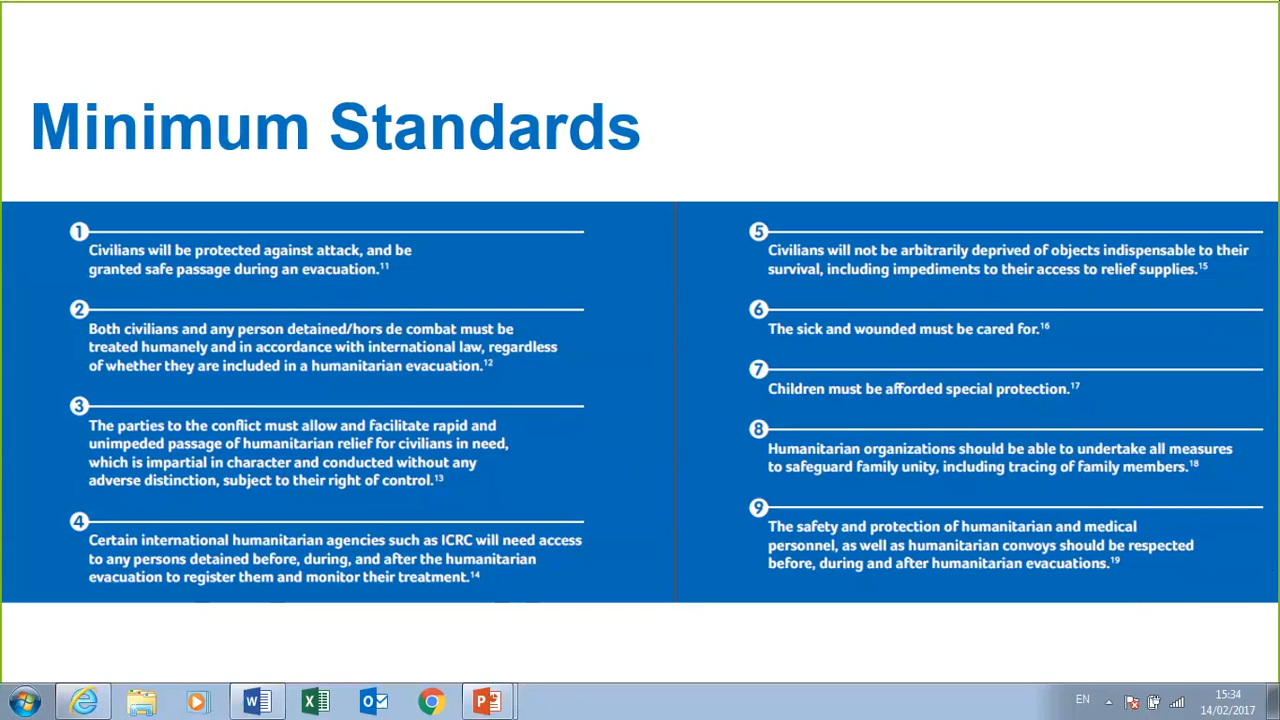 Minimum Standards
1
Civilians will be protected against attack, and be
granted safe passage during an evacuation.11
2
Both civilians and any person detained/hors de combat must be
treated humanely and in accordance with international law, regardless
of whether they are included in a humanitarian evacuation.12
3
The parties to the conflict must allow and facilitate rapid and
unimpeded passage of humanitarian relief for civilians in need,
which is impartial in character and conducted without any
adverse distinction, subject to their right of control.13
4
Certain international humanitarian agencies such as ICRC will need access
to any persons detained before, during, and after the humanitarian
evacuation to register them and monitor their treatment.14
5
Civilians will not be arbitrarily deprived of objects indispensable to their
survival, including impediments to their access to relief supplies.15
6
The sick and wounded must be cared for.16
7
Children must be afforded special protection.17
8
Humanitarian organizations should be able to undertake all measures
to safeguard family unity, including tracing of family members.18
9
The safety and protection of humanitarian and medical
personnel, as well as humanitarian convoys should be respected
before, during and after humanitarian evacuations.19
EN
15:34
14/02/2017